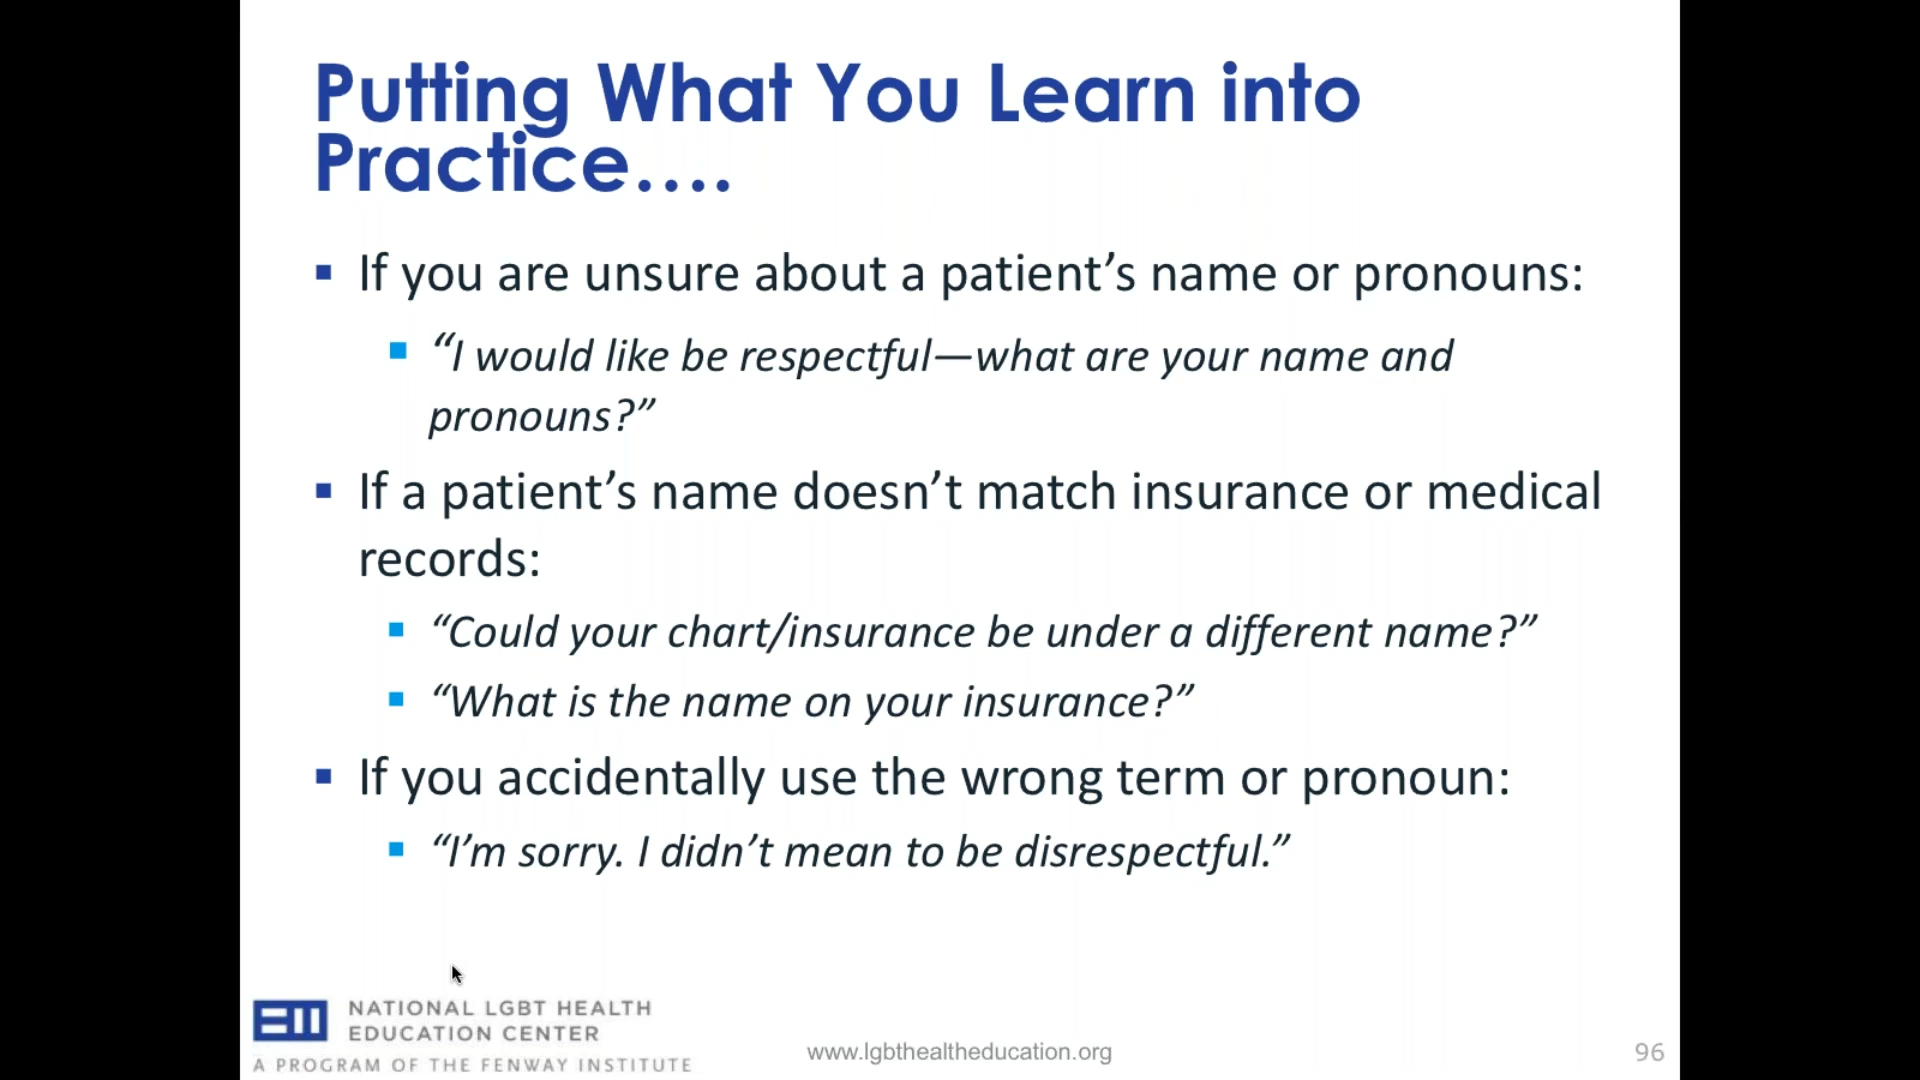 Putting What You Learn into
Practice....
▪ If you are unsure about a patient’s name or pronouns:
▪ “I would like be respectful—what are your name and
pronouns?”
▪ If a patient’s name doesn’t match insurance or medical
records:
▪ “Could your chart/insurance be under a different name?”
▪ “What is the name on your insurance?”
▪ If you accidentally use the wrong term or pronoun:
▪ “I’m sorry. I didn’t mean to be disrespectful.”
NATIONAL LGBT HEALTH
EDUCATION CENTER
A PROGRAM OF THE FENWAY INSTITUTE
www.lgbthealtheducation.org
96